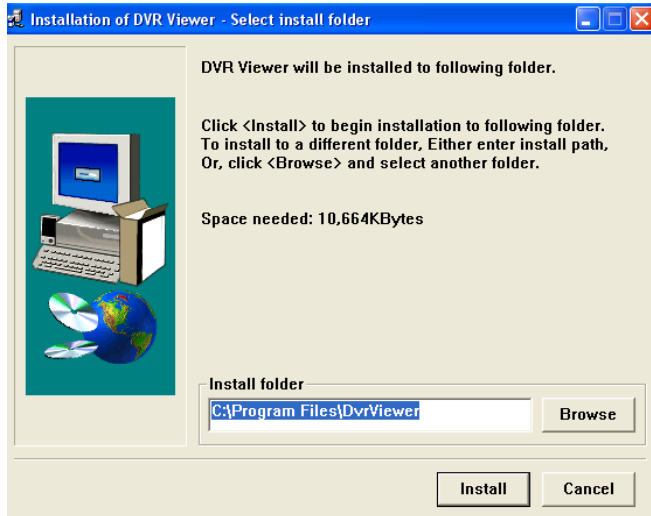 Installation of DVR Viewer - Select install folder
DVR Viewer will be installed to following folder.
Click <Install> to begin installation to following folder.
To install to a different folder, Either enter install path,
Or, click <Browse> and select another folder.
Space needed: 10,664KBytes
Install folder
C:\Program Files\DvrViewer
Browse
Install
Cancel